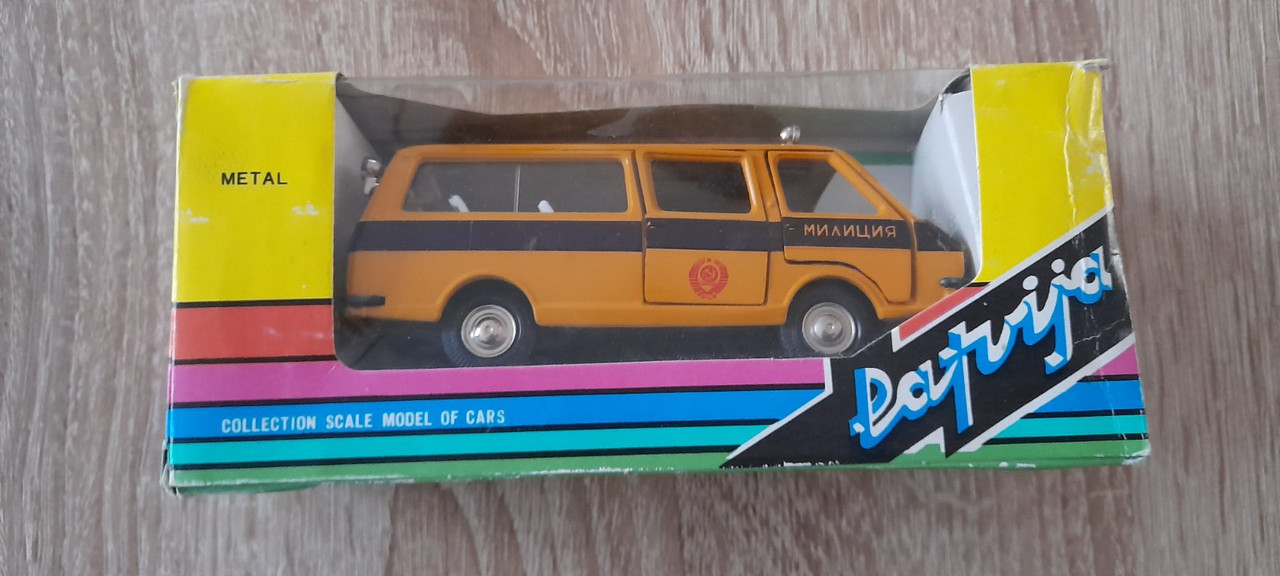 METAL
МИЛИЦИЯ
COLLECTION SCALE MODEL OF CARS
Latvija